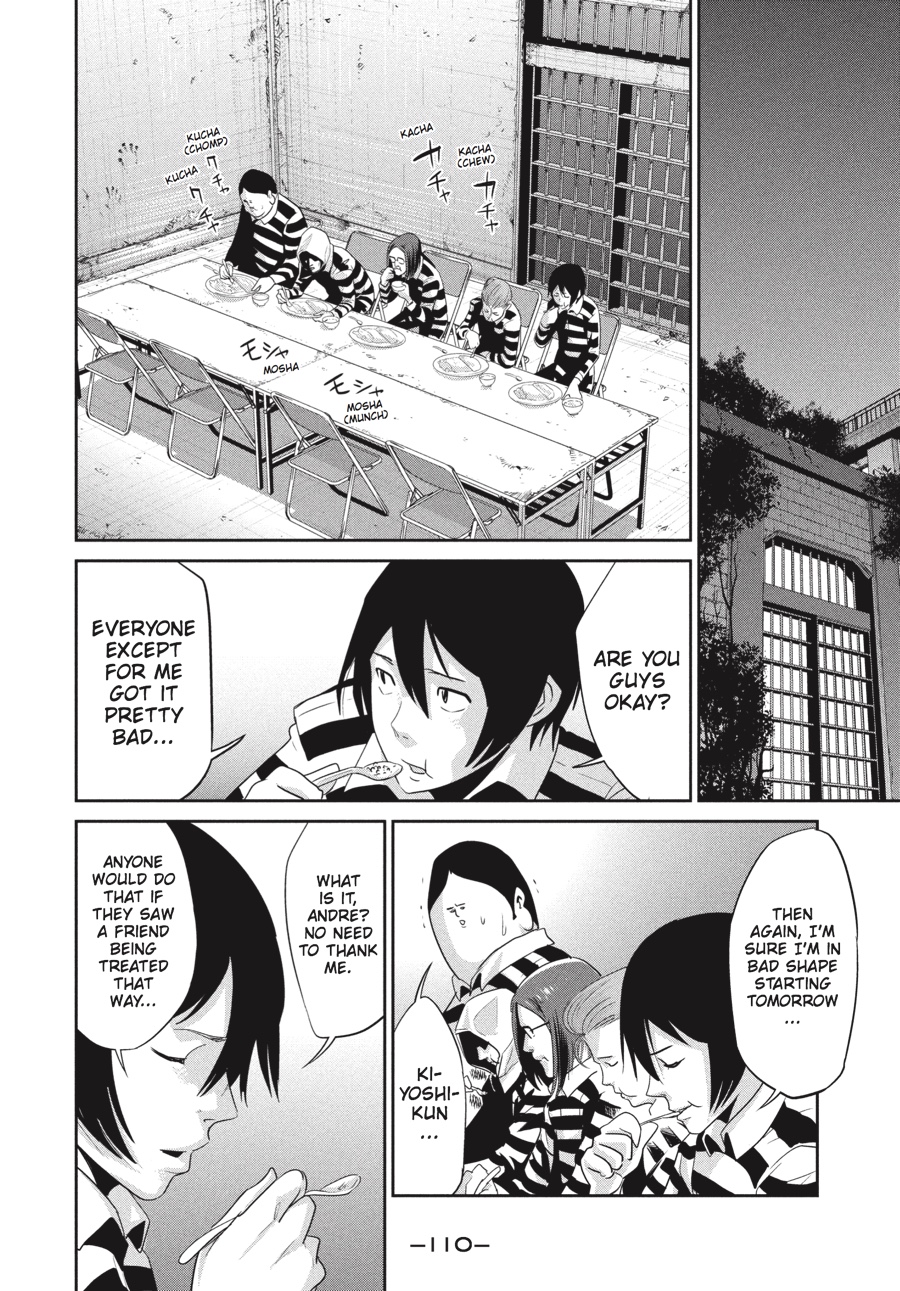 KACHA
(CHEW)
カチャ
KACHA
カチャ
KUCHA
(CHOMP)
クチャ
KUCHA
クチャ
モシャ
MOSHA
モシャ
MOSHA
(MUNCH)
ARE YOU
GUYS
OKAY?
EVERYONE
EXCEPT
FOR ME
GOT IT
PRETTY
BAD...
THEN
AGAIN, I'M
SURE I'M IN
BAD SHAPE
STARTING
TOMORROW
...
KI-
YOSHI-
KUN
...
WHAT
IS IT,
ANDRE?
NO NEED
TO THANK
ME.
ANYONE
WOULD DO
THAT IF
THEY SAW
A FRIEND
BEING
TREATED
THAT
WAY...
—110—